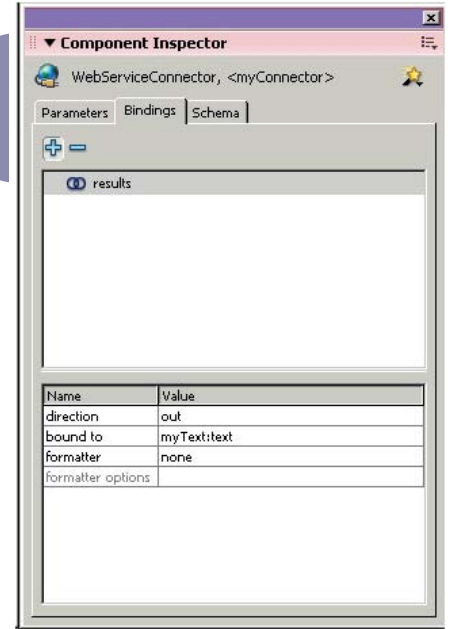 Component Inspector
WebServiceConnector, <myConnector>
Parameters Bindings Schema
results
Name Value
direction out
bound to myText:text
formatter none
formatter options